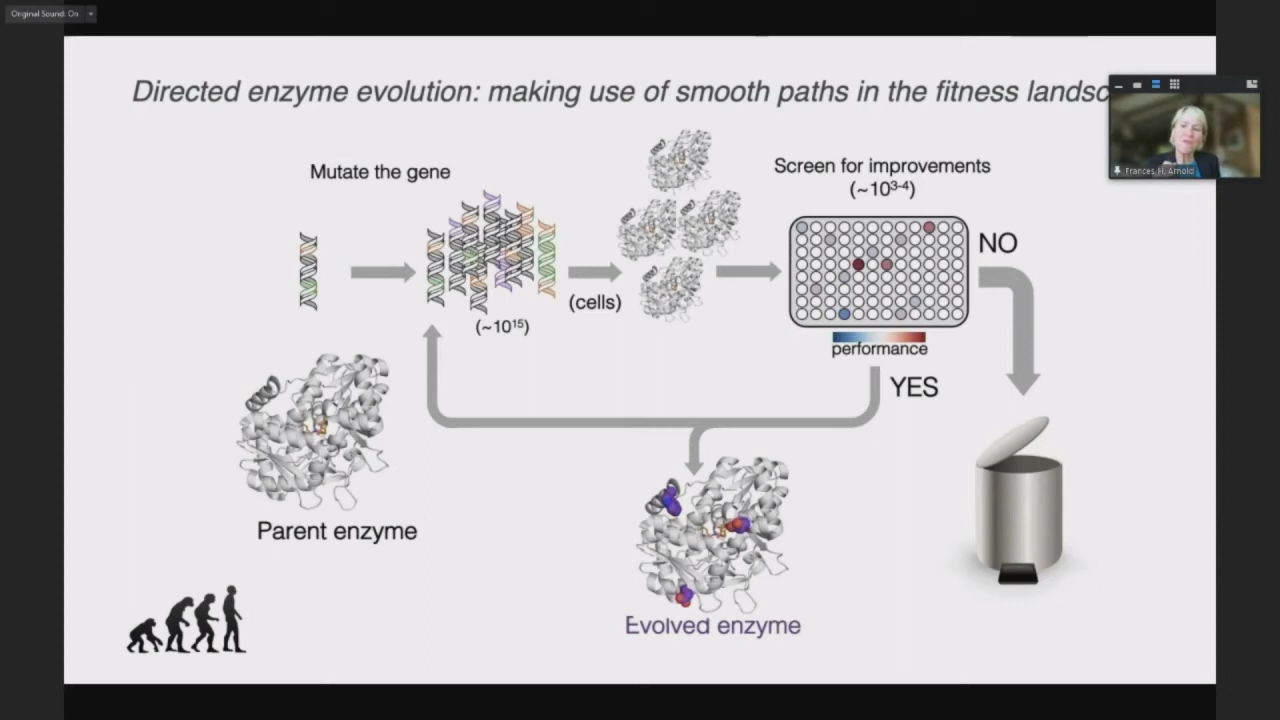 Original Sound: On
Directed enzyme evolution: making use of smooth paths in the fitness landsc
Frances H. Arnold
Mutate the gene
Screen for improvements
(~10³⁻⁴)
NO
(cells)
(~10¹⁵)
performance
YES
Parent enzyme
Evolved enzyme